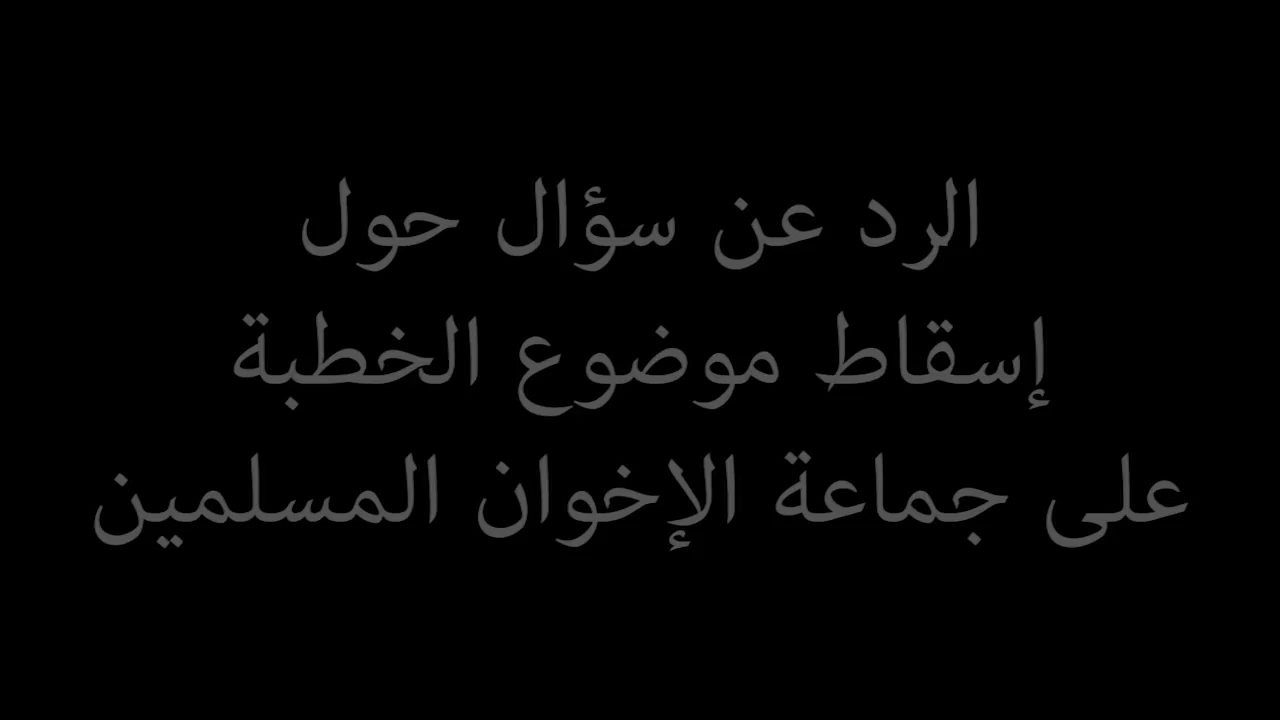 الرد عن سؤال حول
إسقاط موضوع الخطبة
على جماعة الإخوان المسلمين